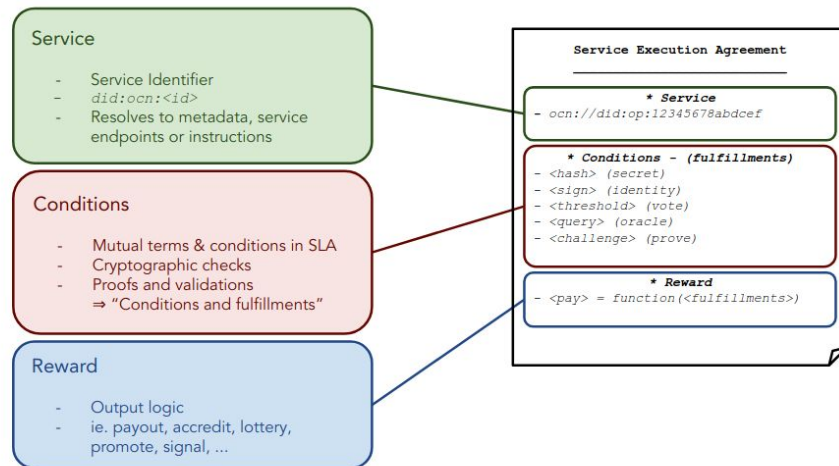 Service
- Service Identifier
- did:ocn:<id>
- Resolves to metadata, service
endpoints or instructions
Conditions
- Mutual terms & conditions in SLA
- Cryptographic checks
- Proofs and validations
⇒ “Conditions and fulfillments”
Reward
- Output logic
- ie. payout, accredit, lottery,
promote, signal, ...
Service Execution Agreement
* Service
- ocn://did:op:12345678abdcef
* Conditions - (fulfillments)
- <hash> (secret)
- <sign> (identity)
- <threshold> (vote)
- <query> (oracle)
- <challenge> (prove)
* Reward
- <pay> = function(<fulfillments>)